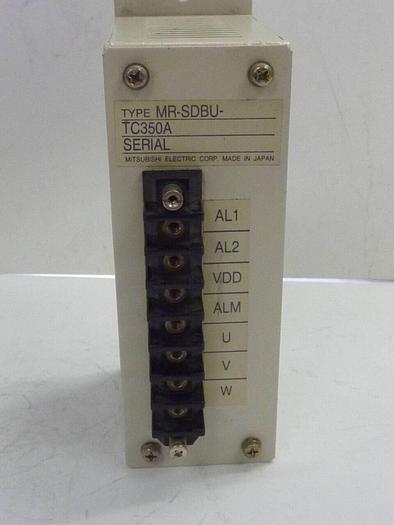 TYPE MR-SDBU-
TC350A
SERIAL
MITSUBISHI ELECTRIC CORP. MADE IN JAPAN
AL1
AL2
VDD
ALM
U
V
W